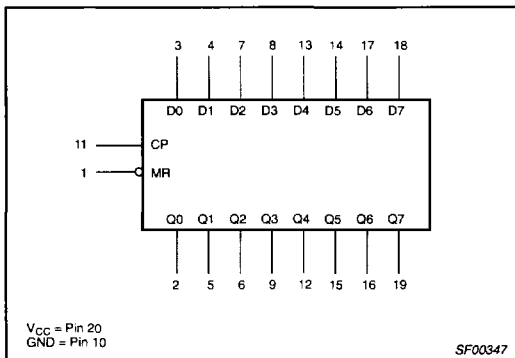 3 4 7 8 13 14 17 18
D0 D1 D2 D3 D4 D5 D6 D7
11 CP
1 MR
Q0 Q1 Q2 Q3 Q4 Q5 Q6 Q7
2 5 6 9 12 15 16 19
VCC = Pin 20
GND = Pin 10
SF00347